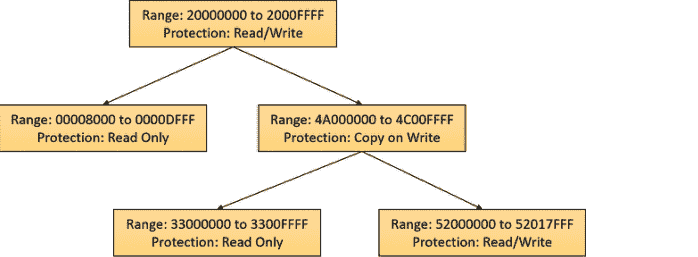 Range: 20000000 to 2000FFFF
Protection: Read/Write
Range: 00008000 to 0000DFFF
Protection: Read Only
Range: 4A000000 to 4C00FFFF
Protection: Copy on Write
Range: 33000000 to 3300FFFF
Protection: Read Only
Range: 52000000 to 52017FFF
Protection: Read/Write